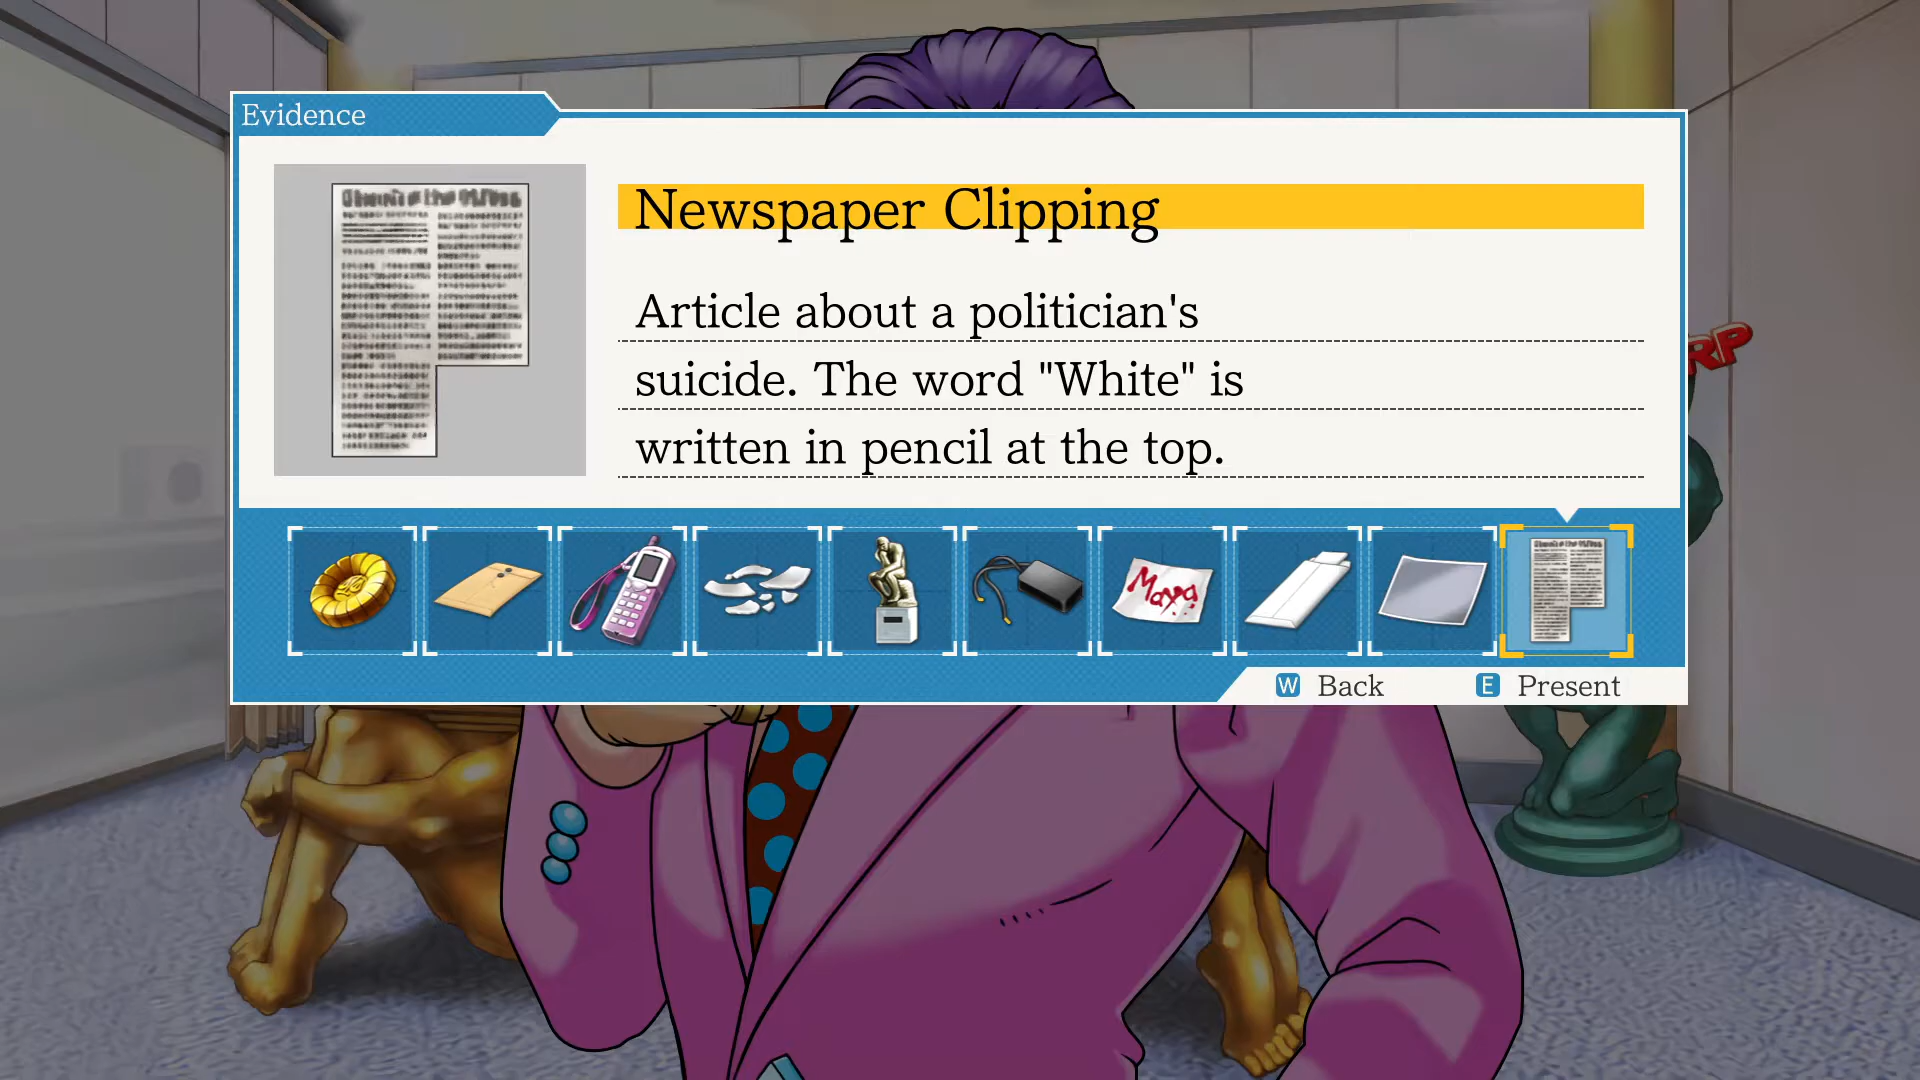 Evidence
Newspaper Clipping
Article about a politician's
suicide. The word "White" is
written in pencil at the top.
RP
Maya
W Back E Present